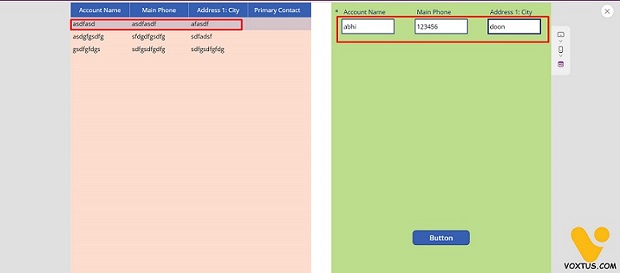 Account Name Main Phone Address 1: City Primary Contact
asdfasd asdfasdf afasdf
asdgfgsdfg sfdgdfgsdfg sdfadsf
gsdfgfdgs sdfgsdfgdfg sdfgsdfgfdg
* Account Name Main Phone Address 1: City
abhi 123456 doon
Button
VOXTUS.COM